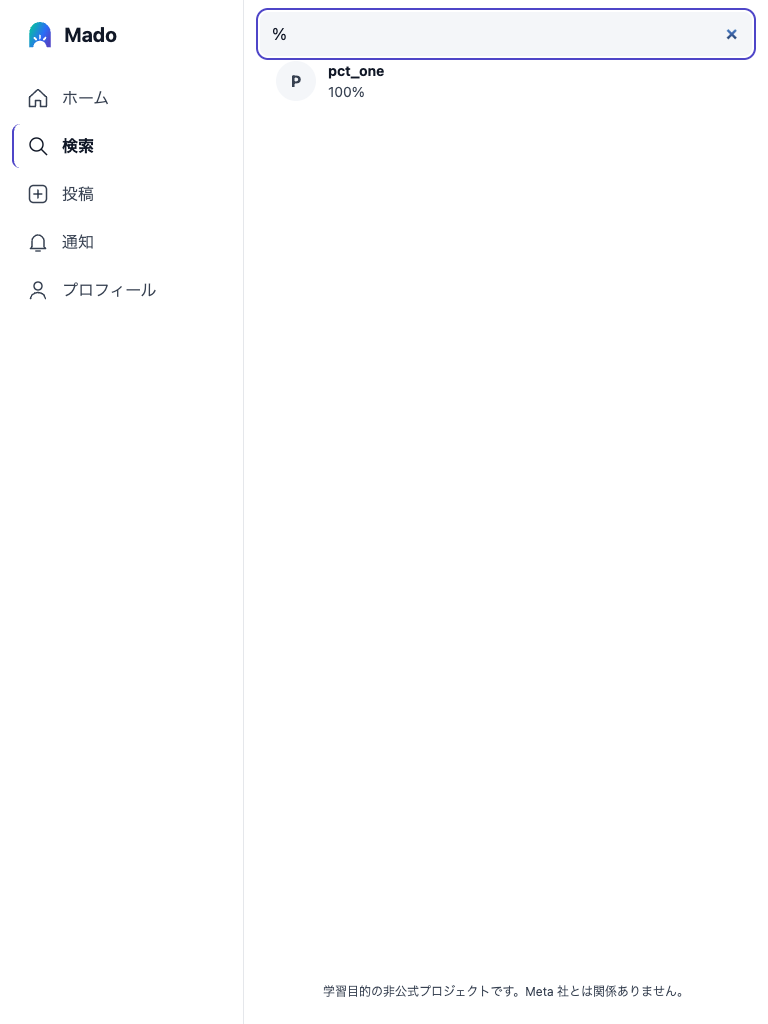 Mado
ホーム
検索
投稿
通知
プロフィール
%
P
pct_one
100%
学習目的の非公式プロジェクトです。Meta 社とは関係ありません。